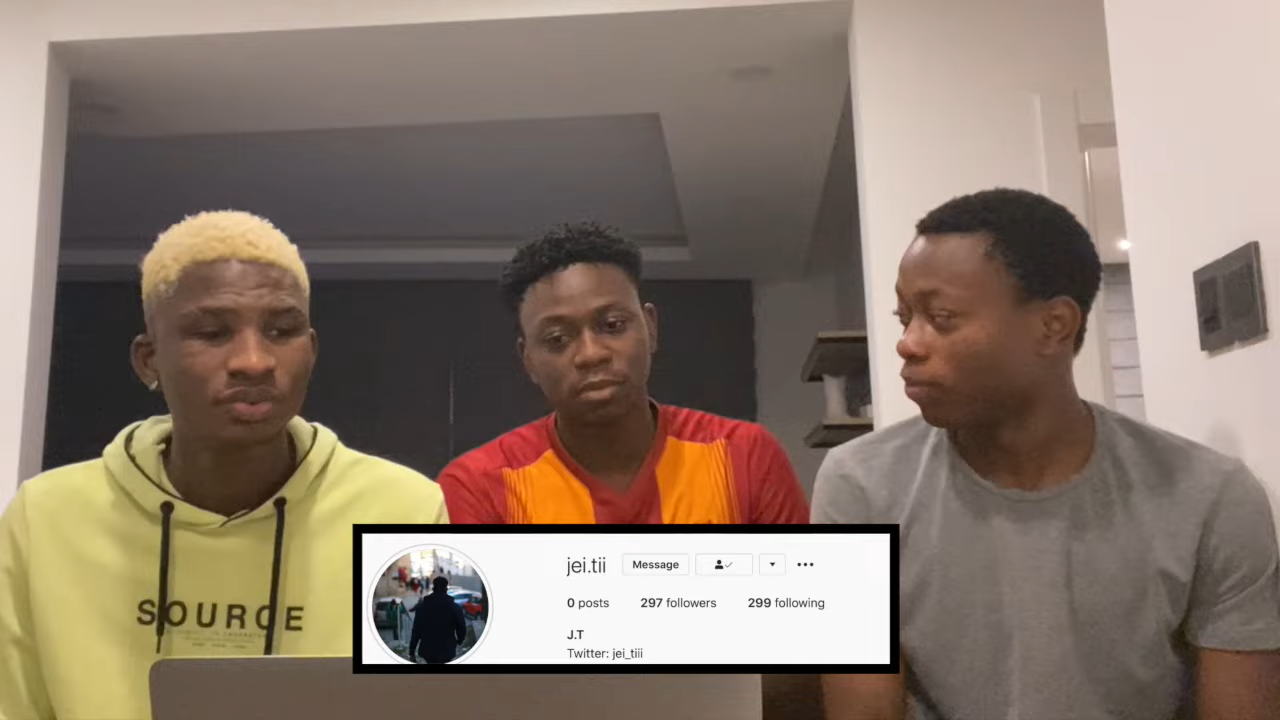 SOURCE
jei.tii Message
0 posts 297 followers 299 following
J.T
Twitter: jei_tiii